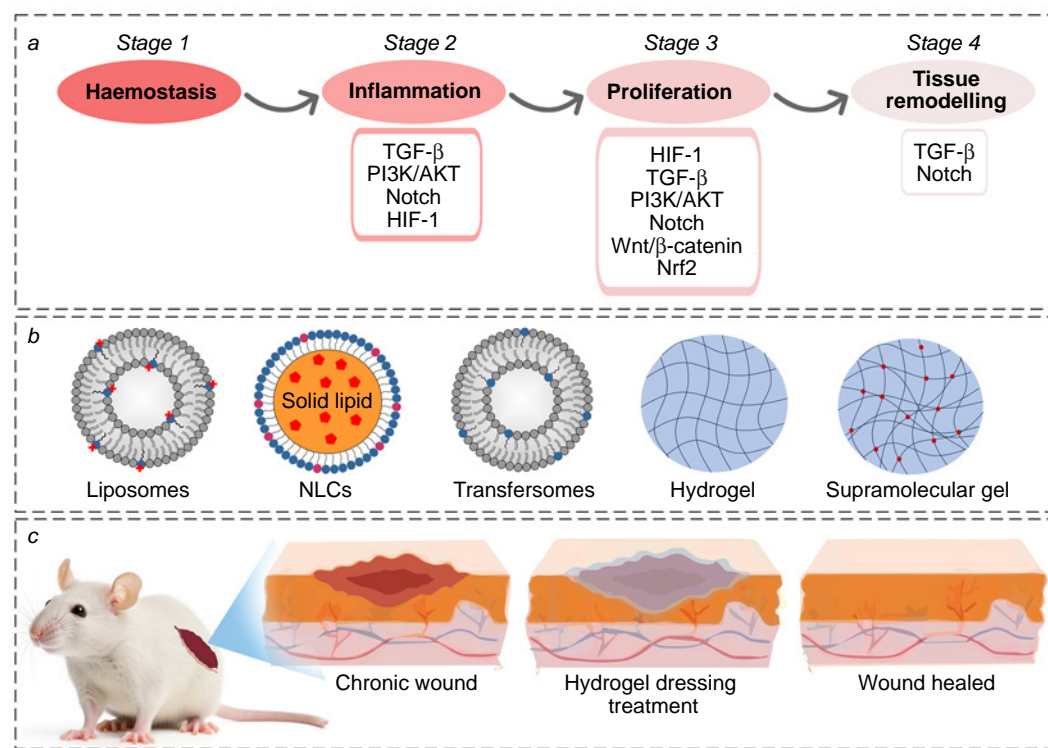 a
Stage 1
Stage 2
Stage 3
Stage 4
Haemostasis
Inflammation
Proliferation
Tissue
remodelling
TGF-β
PI3K/AKT
Notch
HIF-1
HIF-1
TGF-β
PI3K/AKT
Notch
Wnt/β-catenin
Nrf2
TGF-β
Notch
b
Solid lipid
Liposomes
NLCs
Transfersomes
Hydrogel
Supramolecular gel
c
Chronic wound
Hydrogel dressing
treatment
Wound healed